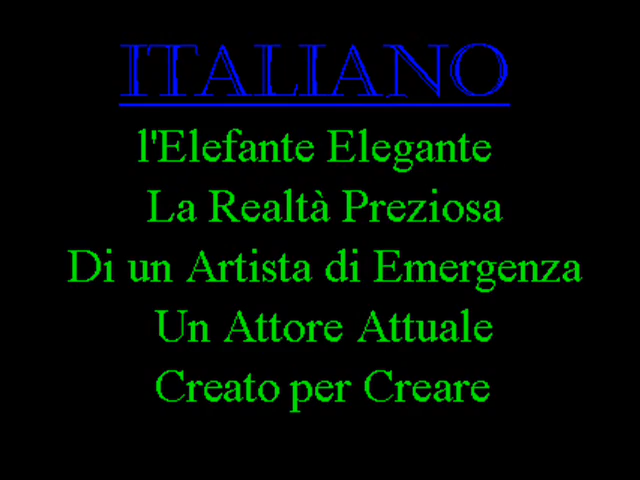 ITALIANO
l'Elefante Elegante
La Realtà Preziosa
Di un Artista di Emergenza
Un Attore Attuale
Creato per Creare